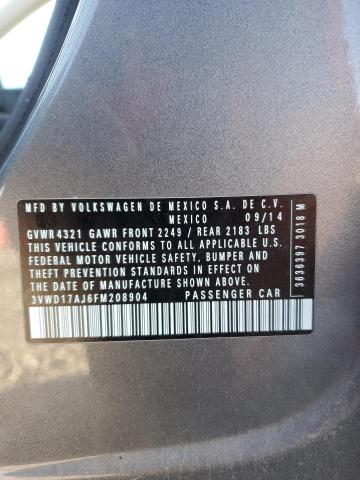 MFD BY VOLKSWAGEN DE MEXICO S.A. DE C.V.
MEXICO 09/14
GVWR 4321 GAWR FRONT 2249 / REAR 2183 LBS
THIS VEHICLE CONFORMS TO ALL APPLICABLE U.S.
FEDERAL MOTOR VEHICLE SAFETY, BUMPER AND
THEFT PREVENTION STANDARDS IN EFFECT ON THE
DATE OF MANUFACTURE SHOWN ABOVE.
3VWD17AJ6FM208904 PASSENGER CAR
3636397 3018 M